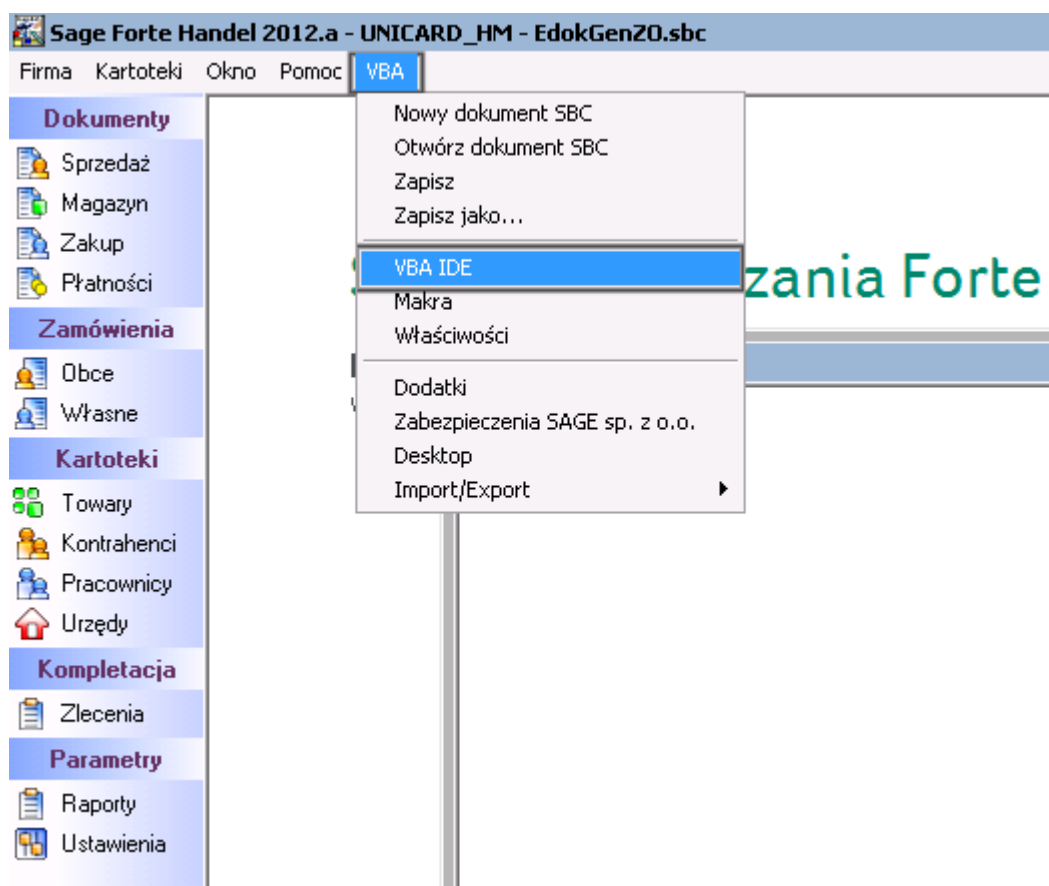 Sage Forte Handel 2012.a - UNICARD_HM - EdokGenZO.sbc
Firma Kartoteki Okno Pomoc VBA
Dokumenty
Sprzedaż
Magazyn
Zakup
Płatności
Zamówienia
Obce
Własne
Kartoteki
Towary
Kontrahenci
Pracownicy
Urzędy
Kompletacja
Zlecenia
Parametry
Raporty
Ustawienia
Nowy dokument SBC
Otwórz dokument SBC
Zapisz
Zapisz jako...
VBA IDE
Makra
Właściwości
Dodatki
Zabezpieczenia SAGE sp. z o.o.
Desktop
Import/Export
zania Forte